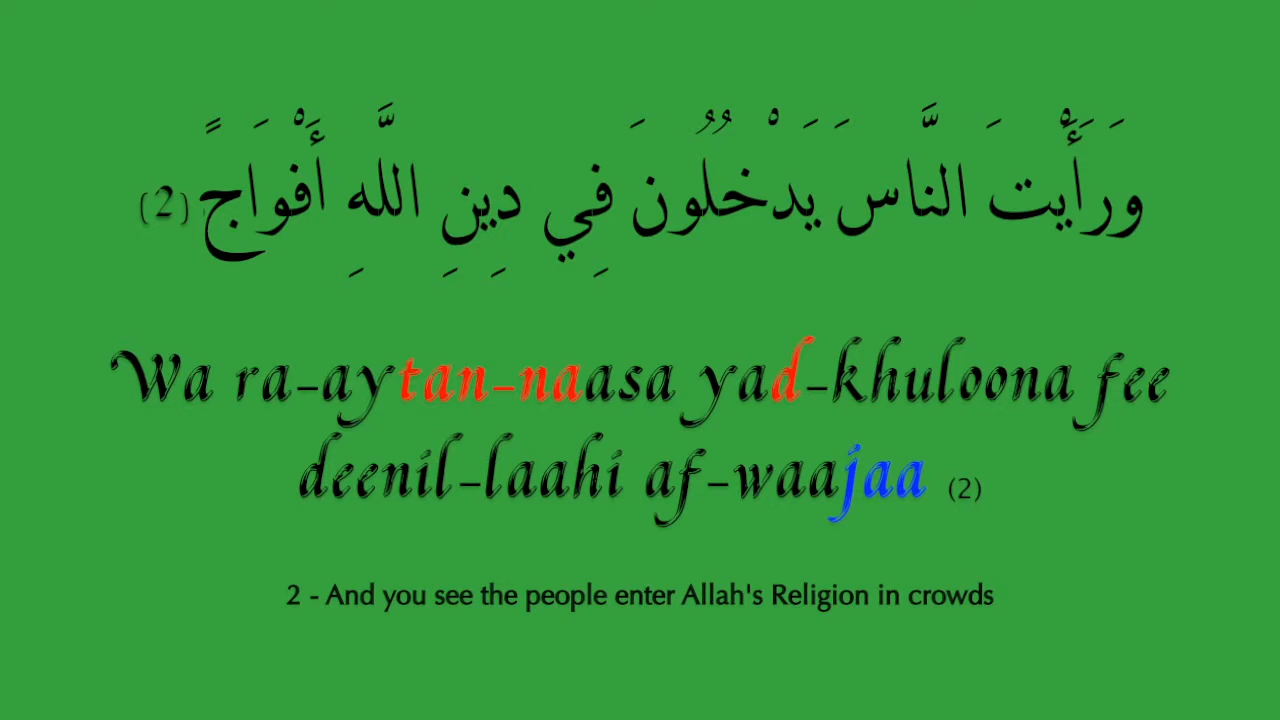 وَرَأَيْتَ النَّاسَ يَدْخُلُونَ فِي دِينِ اللَّهِ أَفْوَاجًا (2)
Wa ra-aytan-naasa yad-khuloona fee
deenil-laahi af-waajaa (2)
2 - And you see the people enter Allah's Religion in crowds